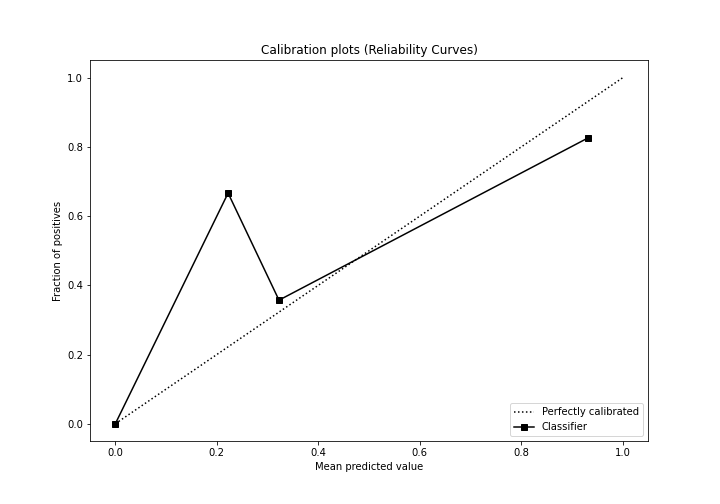 Calibration plots (Reliability Curves)
1.0
0.8
0.6
0.4
0.2
0.0
Fraction of positives
0.0 0.2 0.4 0.6 0.8 1.0
Mean predicted value
Perfectly calibrated
Classifier